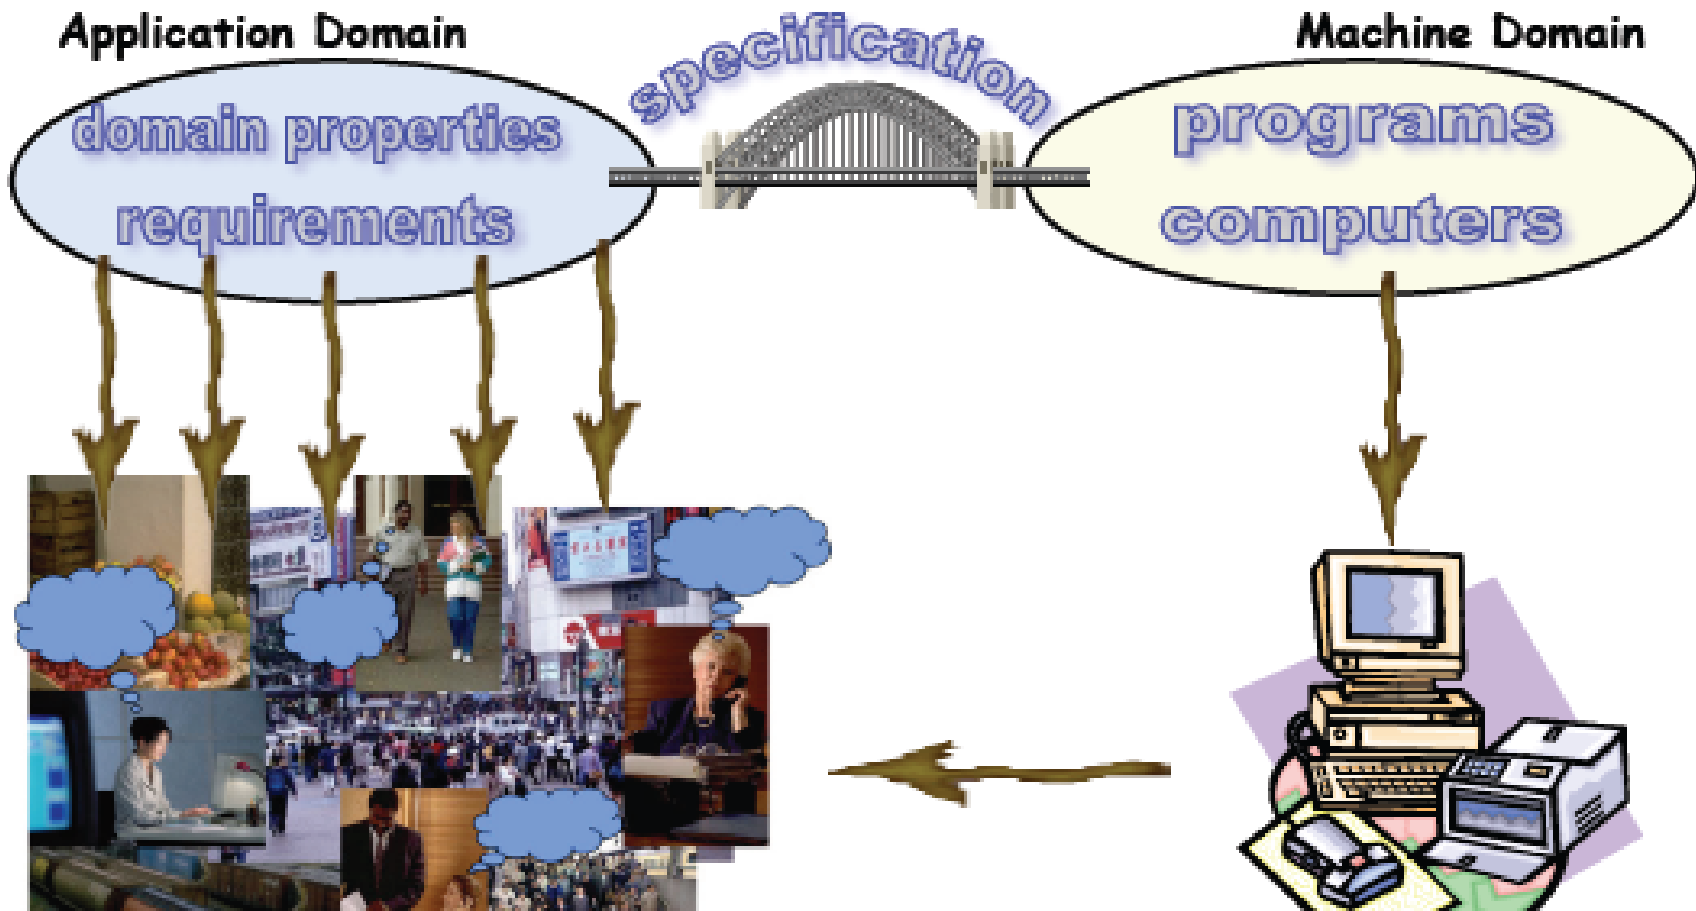 Application Domain
specification
Machine Domain
domain properties
requirements
programs
computers